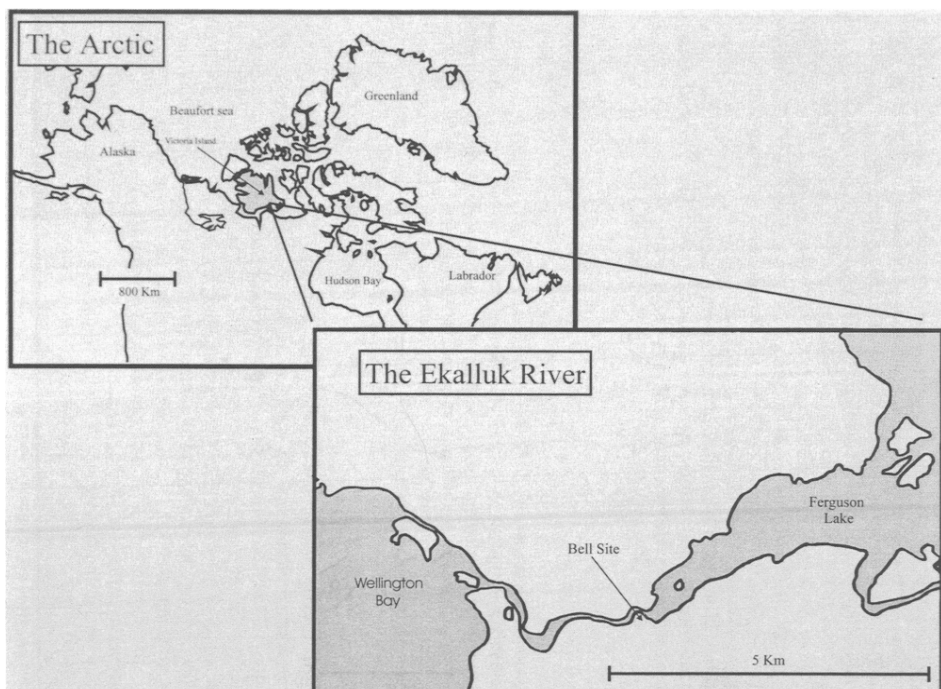 The Arctic
Beaufort sea
Greenland
Victoria Island
Alaska
800 Km
Hudson Bay
Labrador
The Ekalluk River
Ferguson
Lake
Bell Site
Wellington
Bay
5 Km